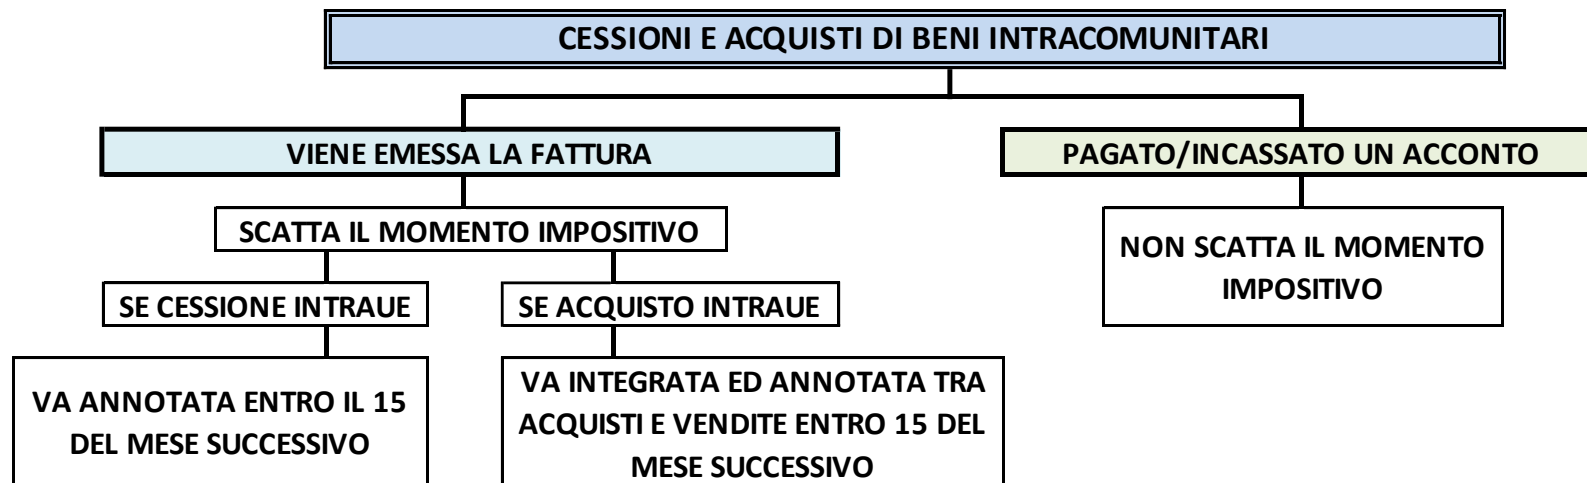 CESSIONI E ACQUISTI DI BENI INTRACOMUNITARI
VIENE EMESSA LA FATTURA
PAGATO/INCASSATO UN ACCONTO
SCATTA IL MOMENTO IMPOSITIVO
NON SCATTA IL MOMENTO
IMPOSITIVO
SE CESSIONE INTRAUE
SE ACQUISTO INTRAUE
VA ANNOTATA ENTRO IL 15
DEL MESE SUCCESSIVO
VA INTEGRATA ED ANNOTATA TRA
ACQUISTI E VENDITE ENTRO 15 DEL
MESE SUCCESSIVO